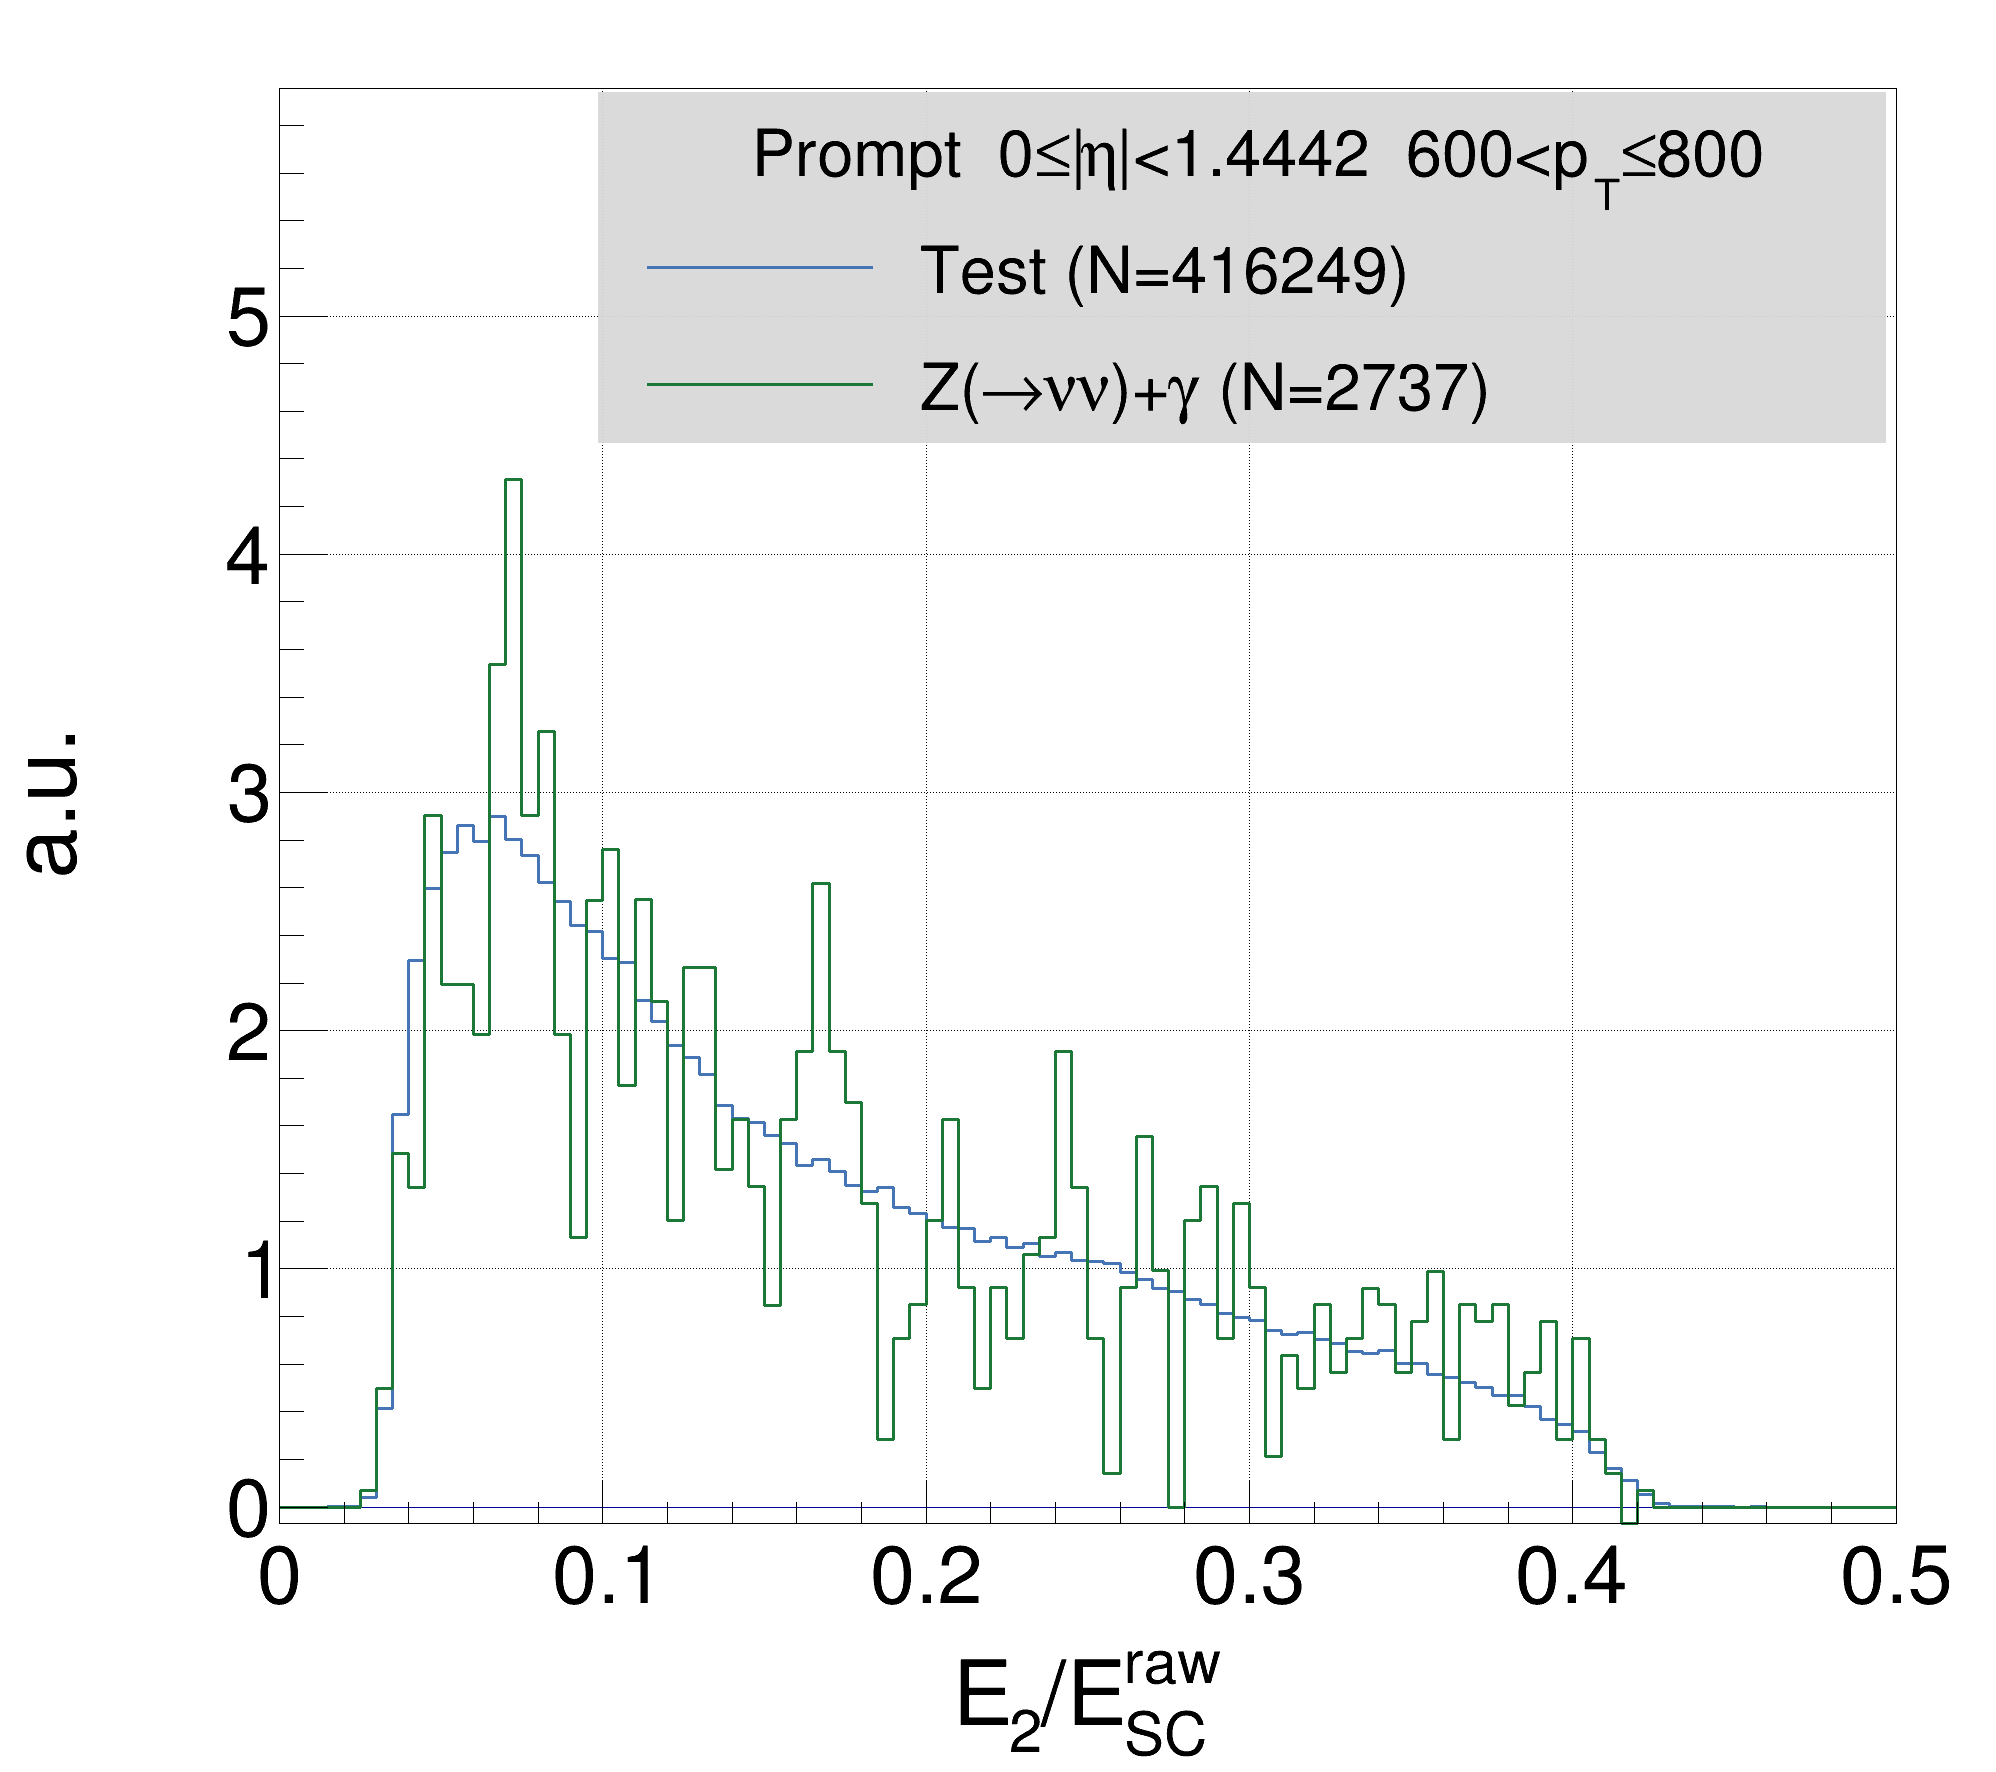 Prompt 0≤|η|<1.4442 600<p_T≤800
Test (N=416249)
Z(→νν)+γ (N=2737)
5
4
3
2
1
0
a.u.
0 0.1 0.2 0.3 0.4 0.5
E_2/E_SC^raw